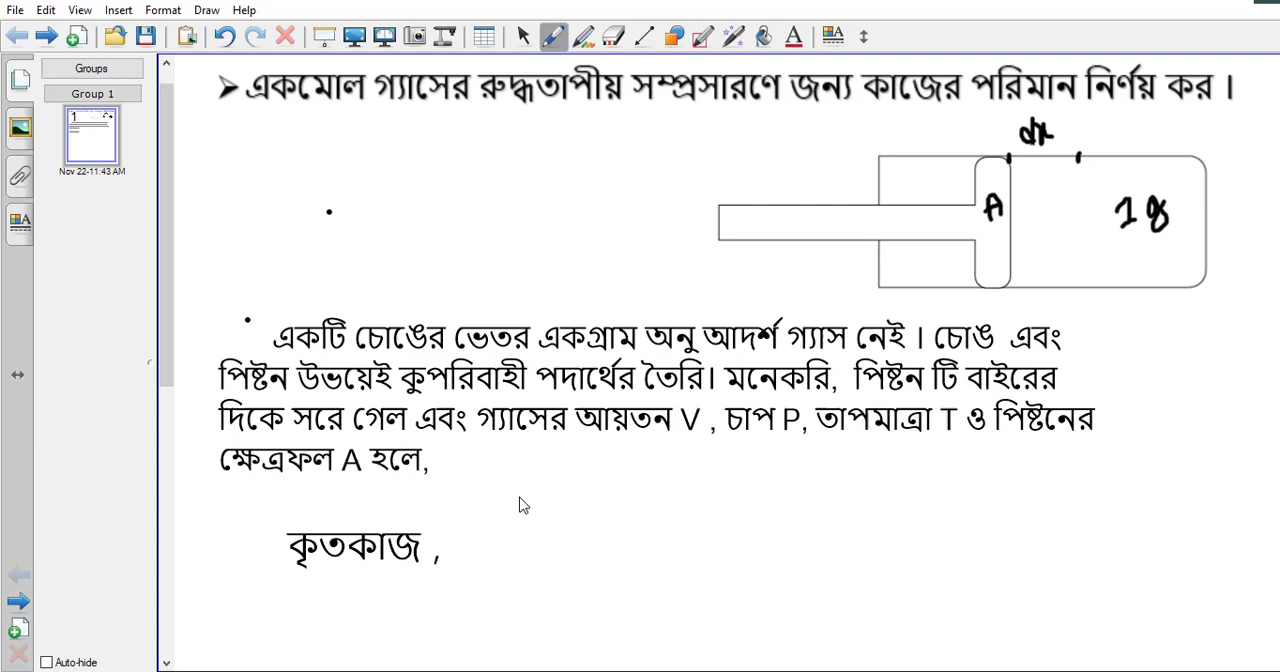 File Edit View Insert Format Draw Help
Groups
Group 1
1
Nov 22-11:43 AM
Auto-hide
➤একমোল গ্যাসের রুদ্ধতাপীয় সম্প্রসারণে জন্য কাজের পরিমান নির্ণয় কর ।
dx
A
1g
একটি চোঙের ভেতর একগ্রাম অনু আদর্শ গ্যাস নেই । চোঙ এবং
পিষ্টন উভয়েই কুপরিবাহী পদার্থের তৈরি। মনেকরি, পিষ্টন টি বাইরের
দিকে সরে গেল এবং গ্যাসের আয়তন V , চাপ P, তাপমাত্রা T ও পিষ্টনের
ক্ষেত্রফল A হলে,
কৃতকাজ ,